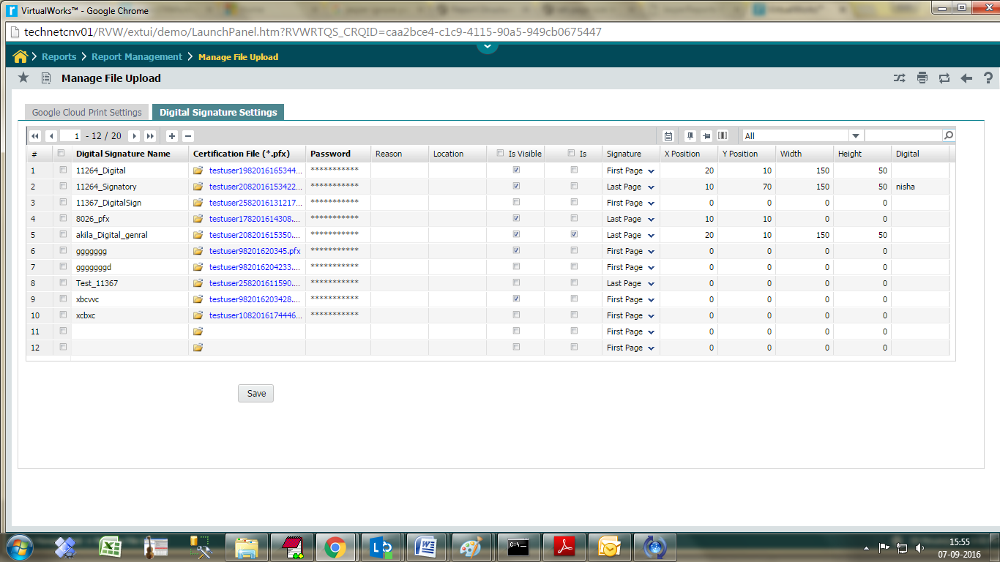 VirtualWorks™ - Google Chrome
technetcnv01/RVW/extui/demo/LaunchPanel.htm?RVWRTQS_CRQID=caa2bce4-c1c9-4115-90a5-949cb0675447
Reports > Report Management > Manage File Upload
Manage File Upload
Google Cloud Print Settings Digital Signature Settings
1 - 12 / 20 All
# Digital Signature Name Certification File (*.pfx) Password Reason Location Is Visible Is Signature X Position Y Position Width Height Digital
1 11264_Digital testuser1982016165344... *********** First Page 20 10 150 50
2 11264_Signatory testuser2082016153422... *********** Last Page 10 70 150 50 nisha
3 11367_DigitalSign testuser2582016131217... *********** First Page 0 0 0 0
4 8026_pfx testuser178201614308.... *********** Last Page 10 10 0 0
5 akila_Digital_genral testuser208201615350.... *********** Last Page 20 10 150 50
6 ggggggg testuser98201620345.pfx *********** First Page 0 0 0 0
7 gggggggd testuser982016204233.... *********** First Page 0 0 0 0
8 Test_11367 testuser258201611590.... *********** Last Page 0 0 0 0
9 xbcvvc testuser982016203428.... *********** First Page 0 0 0 0
10 xcbxc testuser1082016174446... *********** First Page 0 0 0 0
11 First Page 0 0 0 0
12 First Page 0 0 0 0
Save
15:55
07-09-2016